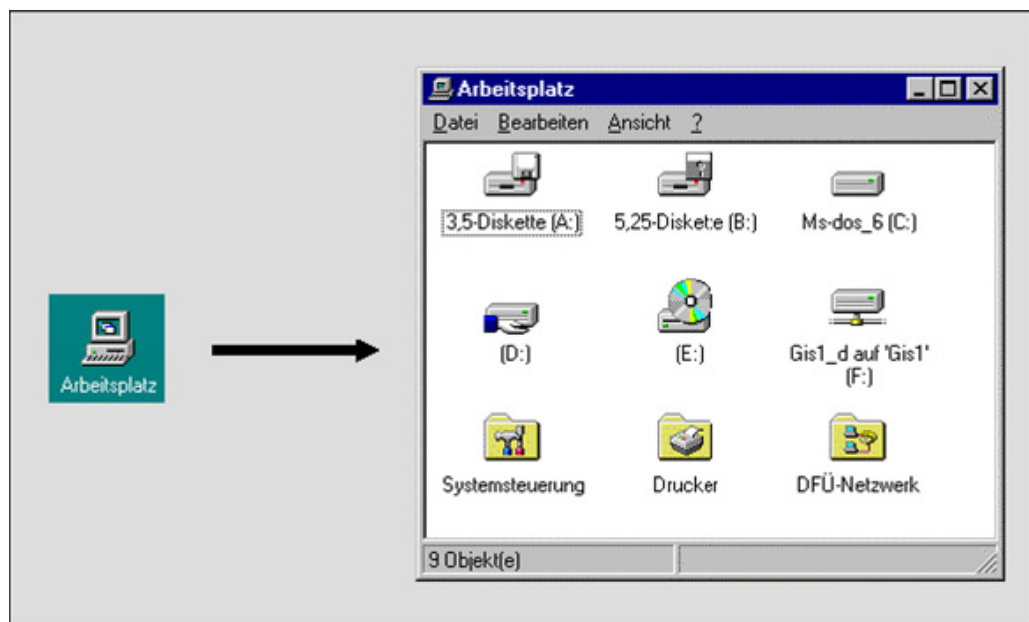 Arbeitsplatz
Datei Bearbeiten Ansicht ?
3,5-Diskette (A:) 5,25-Diskette (B:) Ms-dos_6 (C:)
(D:) (E:) Gis1_d auf 'Gis1'
(F:)
Arbeitsplatz
Systemsteuerung Drucker DFÜ-Netzwerk
9 Objekt(e)